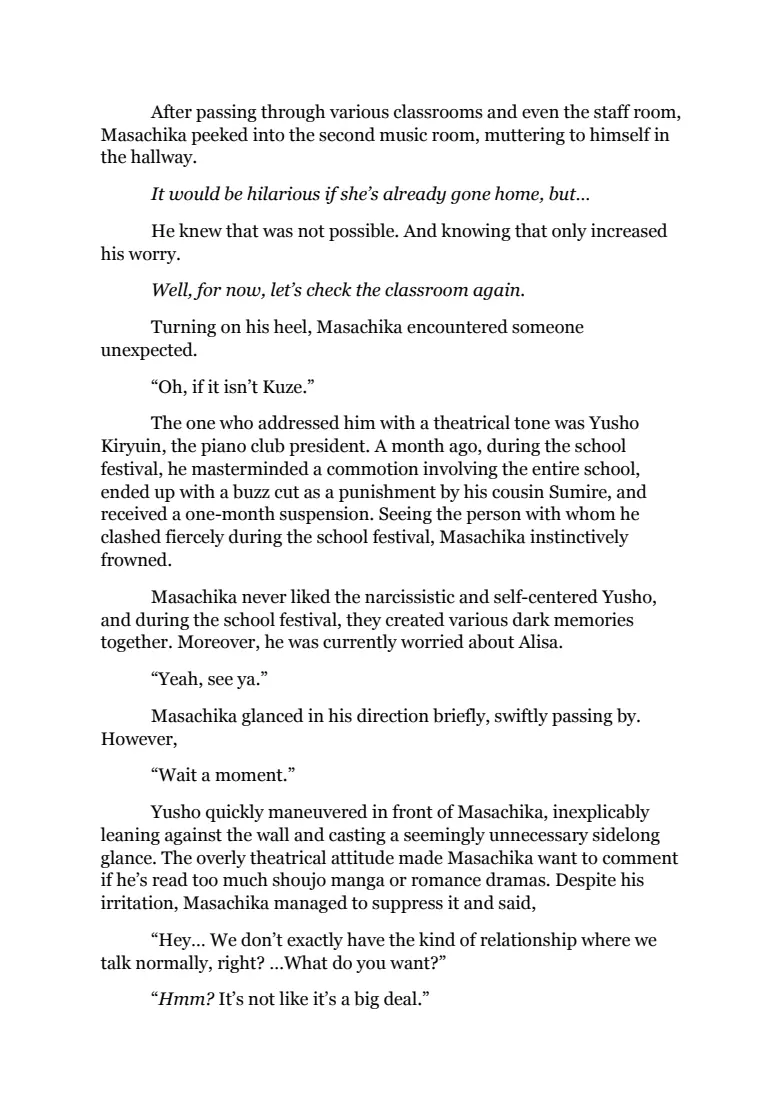 After passing through various classrooms and even the staff room,
Masachika peeked into the second music room, muttering to himself in
the hallway.
It would be hilarious if she’s already gone home, but…
He knew that was not possible. And knowing that only increased
his worry.
Well, for now, let’s check the classroom again.
Turning on his heel, Masachika encountered someone
unexpected.
“Oh, if it isn’t Kuze.”
The one who addressed him with a theatrical tone was Yusho
Kiryuin, the piano club president. A month ago, during the school
festival, he masterminded a commotion involving the entire school,
ended up with a buzz cut as a punishment by his cousin Sumire, and
received a one-month suspension. Seeing the person with whom he
clashed fiercely during the school festival, Masachika instinctively
frowned.
Masachika never liked the narcissistic and self-centered Yusho,
and during the school festival, they created various dark memories
together. Moreover, he was currently worried about Alisa.
“Yeah, see ya.”
Masachika glanced in his direction briefly, swiftly passing by.
However,
“Wait a moment.”
Yusho quickly maneuvered in front of Masachika, inexplicably
leaning against the wall and casting a seemingly unnecessary sidelong
glance. The overly theatrical attitude made Masachika want to comment
if he’s read too much shoujo manga or romance dramas. Despite his
irritation, Masachika managed to suppress it and said,
“Hey… We don’t exactly have the kind of relationship where we
talk normally, right? …What do you want?”
“Hmm? It’s not like it’s a big deal.”